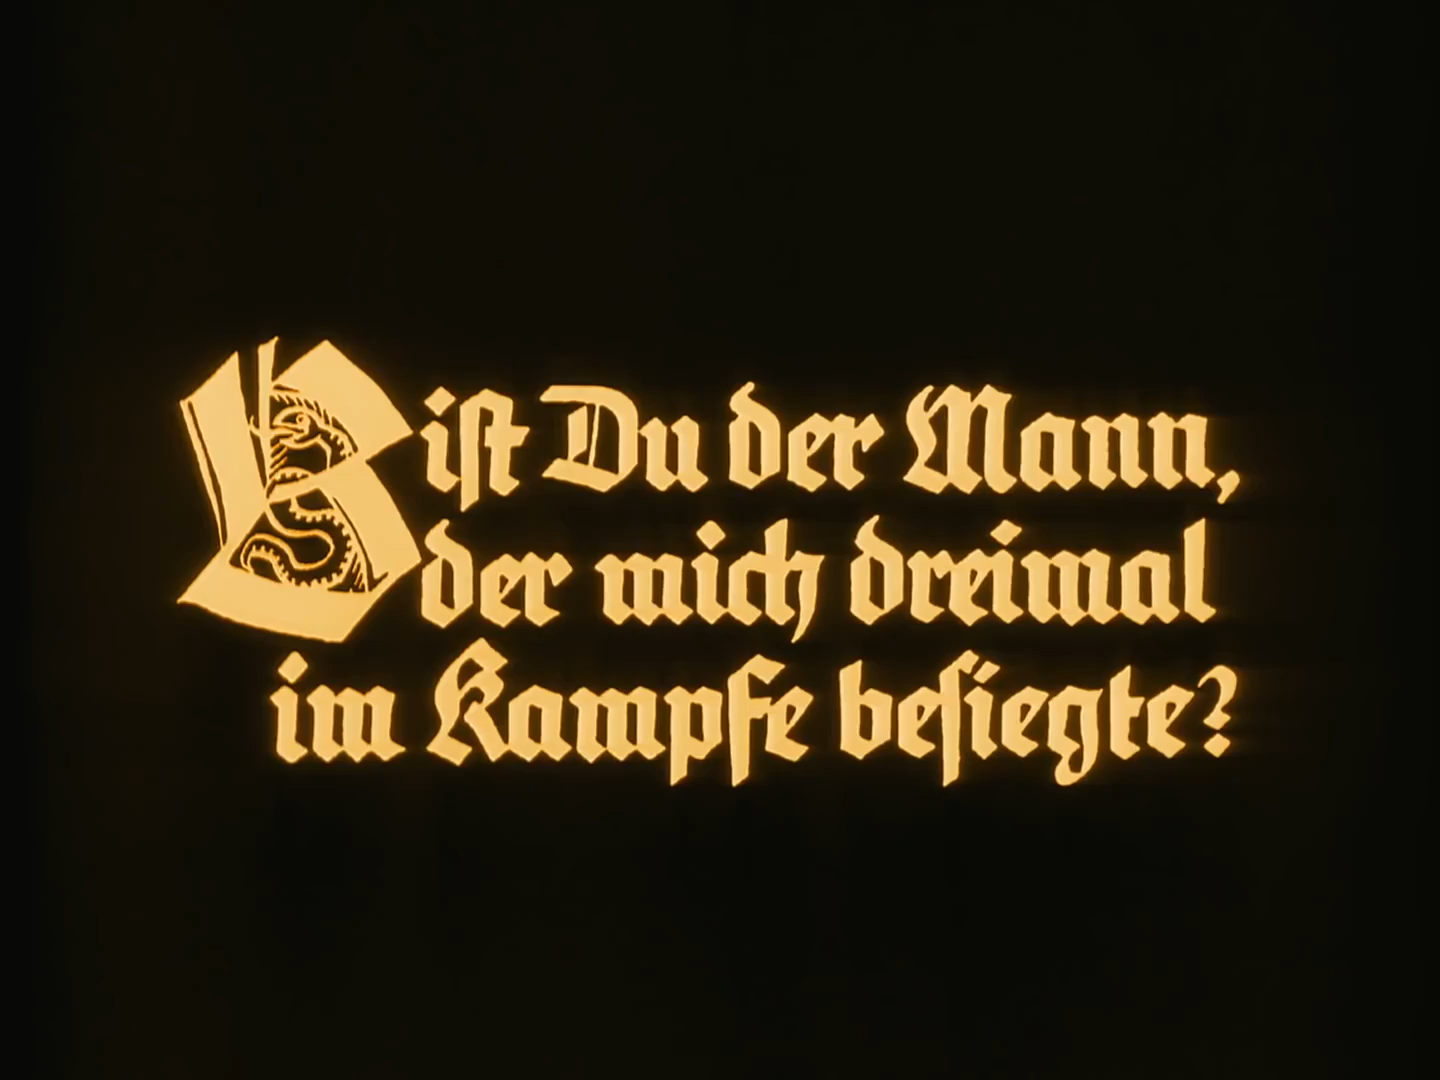 Bist Du der Mann,
der mich dreimal
im Kampfe besiegte?